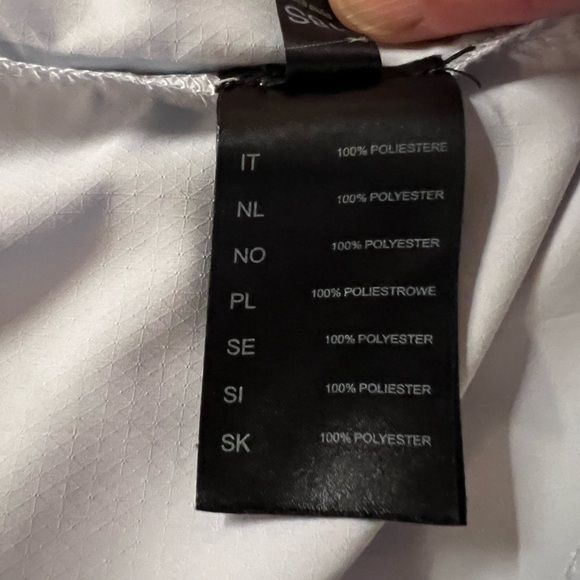 IT 100% POLIESTERE
NL 100% POLYESTER
NO 100% POLYESTER
PL 100% POLIESTROWE
SE 100% POLYESTER
SI 100% POLIESTER
SK 100% POLYESTER